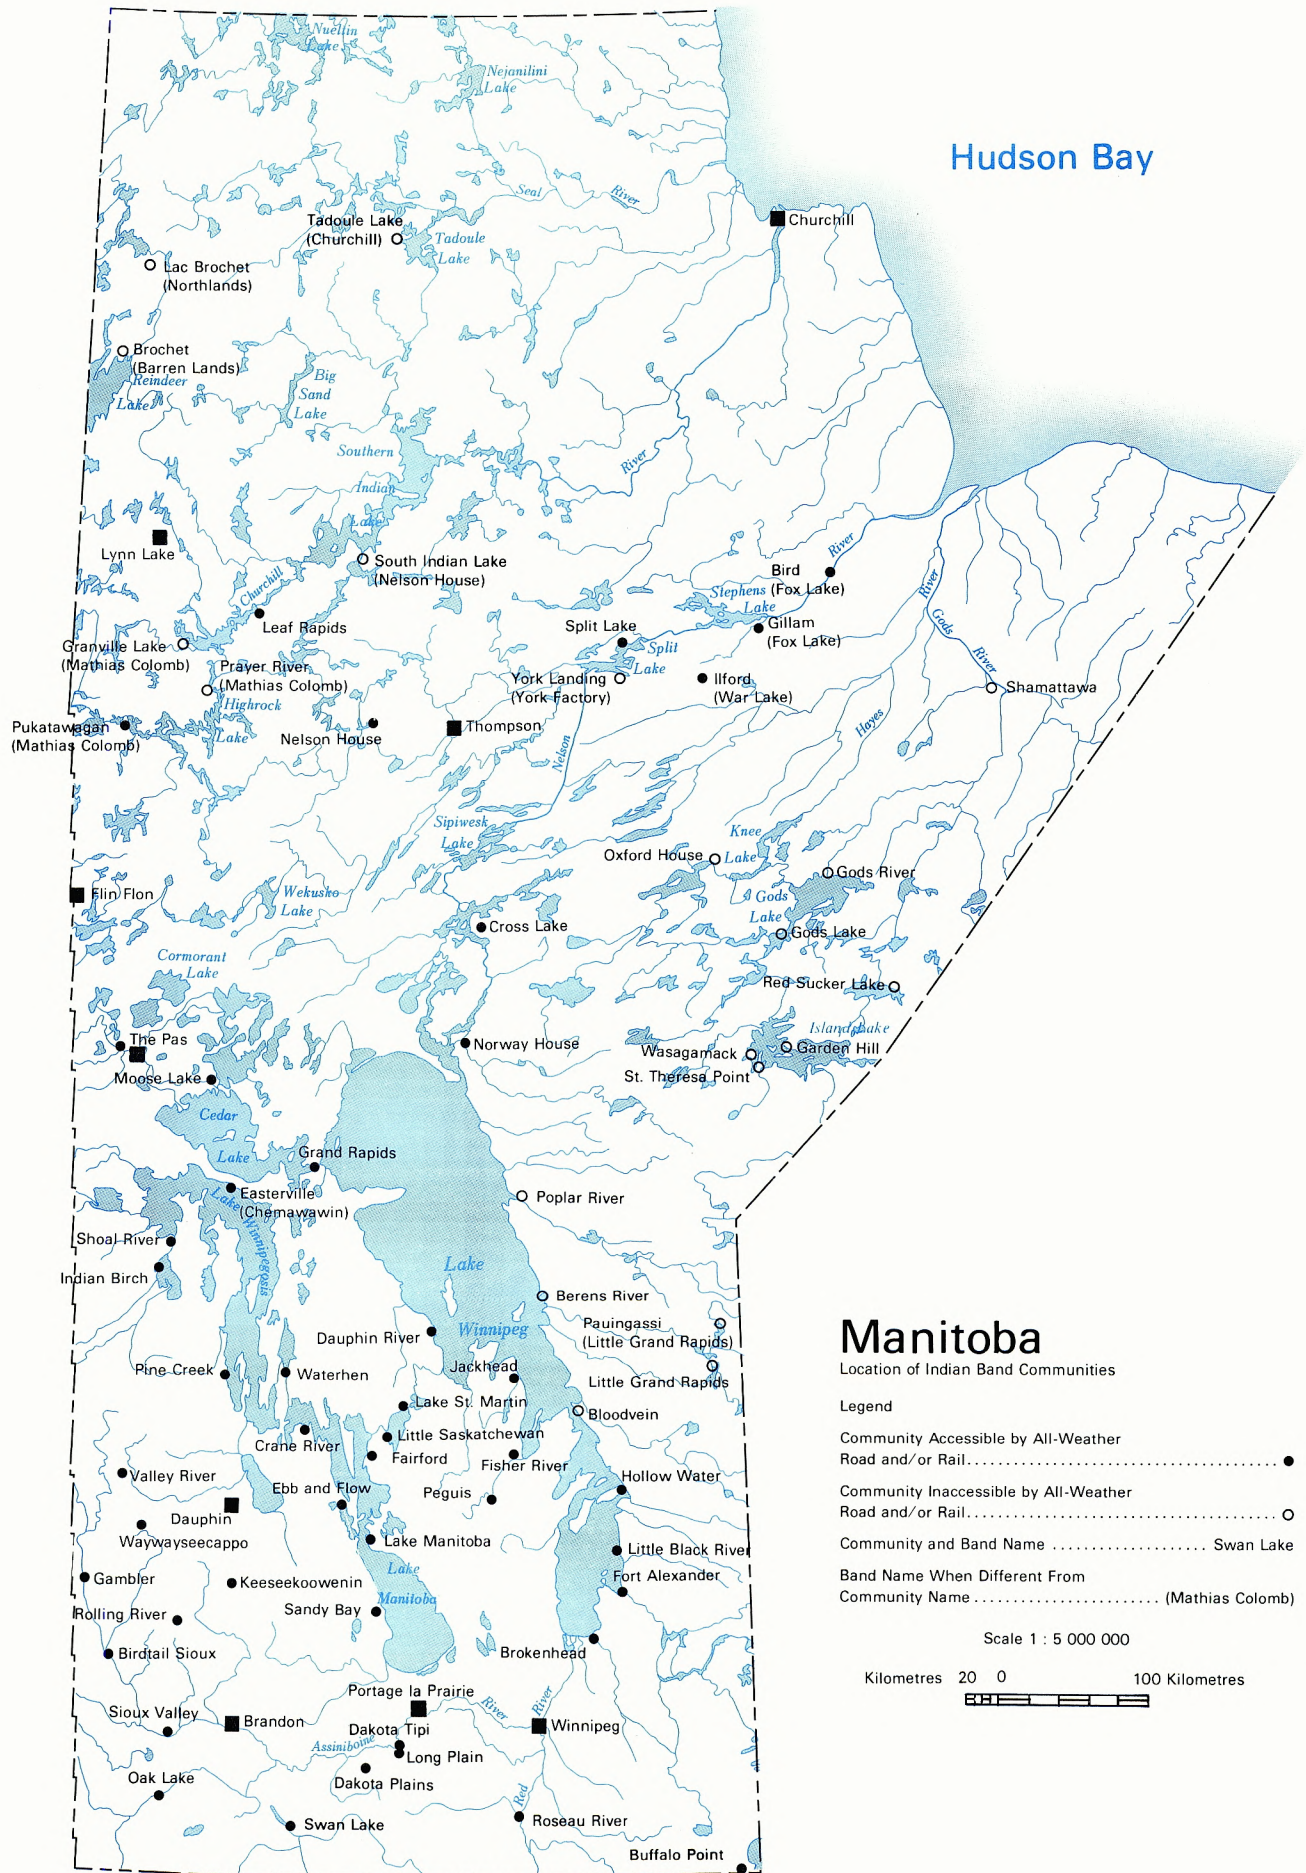 Nueltin
Lake
Nejanilini
Lake
Hudson Bay
Seal
River
Churchill
Tadoule Lake
(Churchill)
Tadoule
Lake
Lac Brochet
(Northlands)
Brochet
(Barren Lands)
Reindeer
Lake
Big
Sand
Lake
Southern
Indian
Lake
River
Lynn Lake
South Indian Lake
(Nelson House)
Churchill
Leaf Rapids
River
Bird
(Fox Lake)
Stephens
Lake
Gillam
(Fox Lake)
River
Gods
River
Split Lake
Split
Lake
Granville Lake
(Mathias Colomb)
Prayer River
(Mathias Colomb)
Highrock
Lake
York Landing
(York Factory)
Ilford
(War Lake)
Shamattawa
Pukatawagan
(Mathias Colomb)
Nelson House
Thompson
Nelson
Hayes
Sipiwesk
Lake
Knee
Lake
Oxford House
Gods River
Flin Flon
Wekusko
Lake
Gods
Lake
Cross Lake
Gods Lake
Cormorant
Lake
Red Sucker Lake
Island Lake
The Pas
Norway House
Wasagamack
Garden Hill
St. Theresa Point
Moose Lake
Cedar
Lake
Grand Rapids
Easterville
(Chemawawin)
Lake Winnipegosis
Poplar River
Shoal River
Indian Birch
Lake
Winnipeg
Berens River
Pauingassi
(Little Grand Rapids)
Dauphin River
Jackhead
Little Grand Rapids
Pine Creek
Waterhen
Lake St. Martin
Bloodvein
Crane River
Little Saskatchewan
Fairford
Fisher River
Valley River
Ebb and Flow
Peguis
Hollow Water
Dauphin
Waywayseecappo
Lake Manitoba
Little Black River
Gambler
Keeseekoowenin
Lake
Manitoba
Fort Alexander
Rolling River
Sandy Bay
Birdtail Sioux
Brokenhead
Portage la Prairie
River
River
Sioux Valley
Brandon
Dakota Tipi
Winnipeg
Assiniboine
Long Plain
Oak Lake
Dakota Plains
Red
Swan Lake
Roseau River
Buffalo Point
Manitoba
Location of Indian Band Communities
Legend
Community Accessible by All-Weather
Road and/or Rail
Community Inaccessible by All-Weather
Road and/or Rail
Community and Band Name .................... Swan Lake
Band Name When Different From
Community Name ........................ (Mathias Colomb)
Scale 1 : 5 000 000
Kilometres 20 0 100 Kilometres